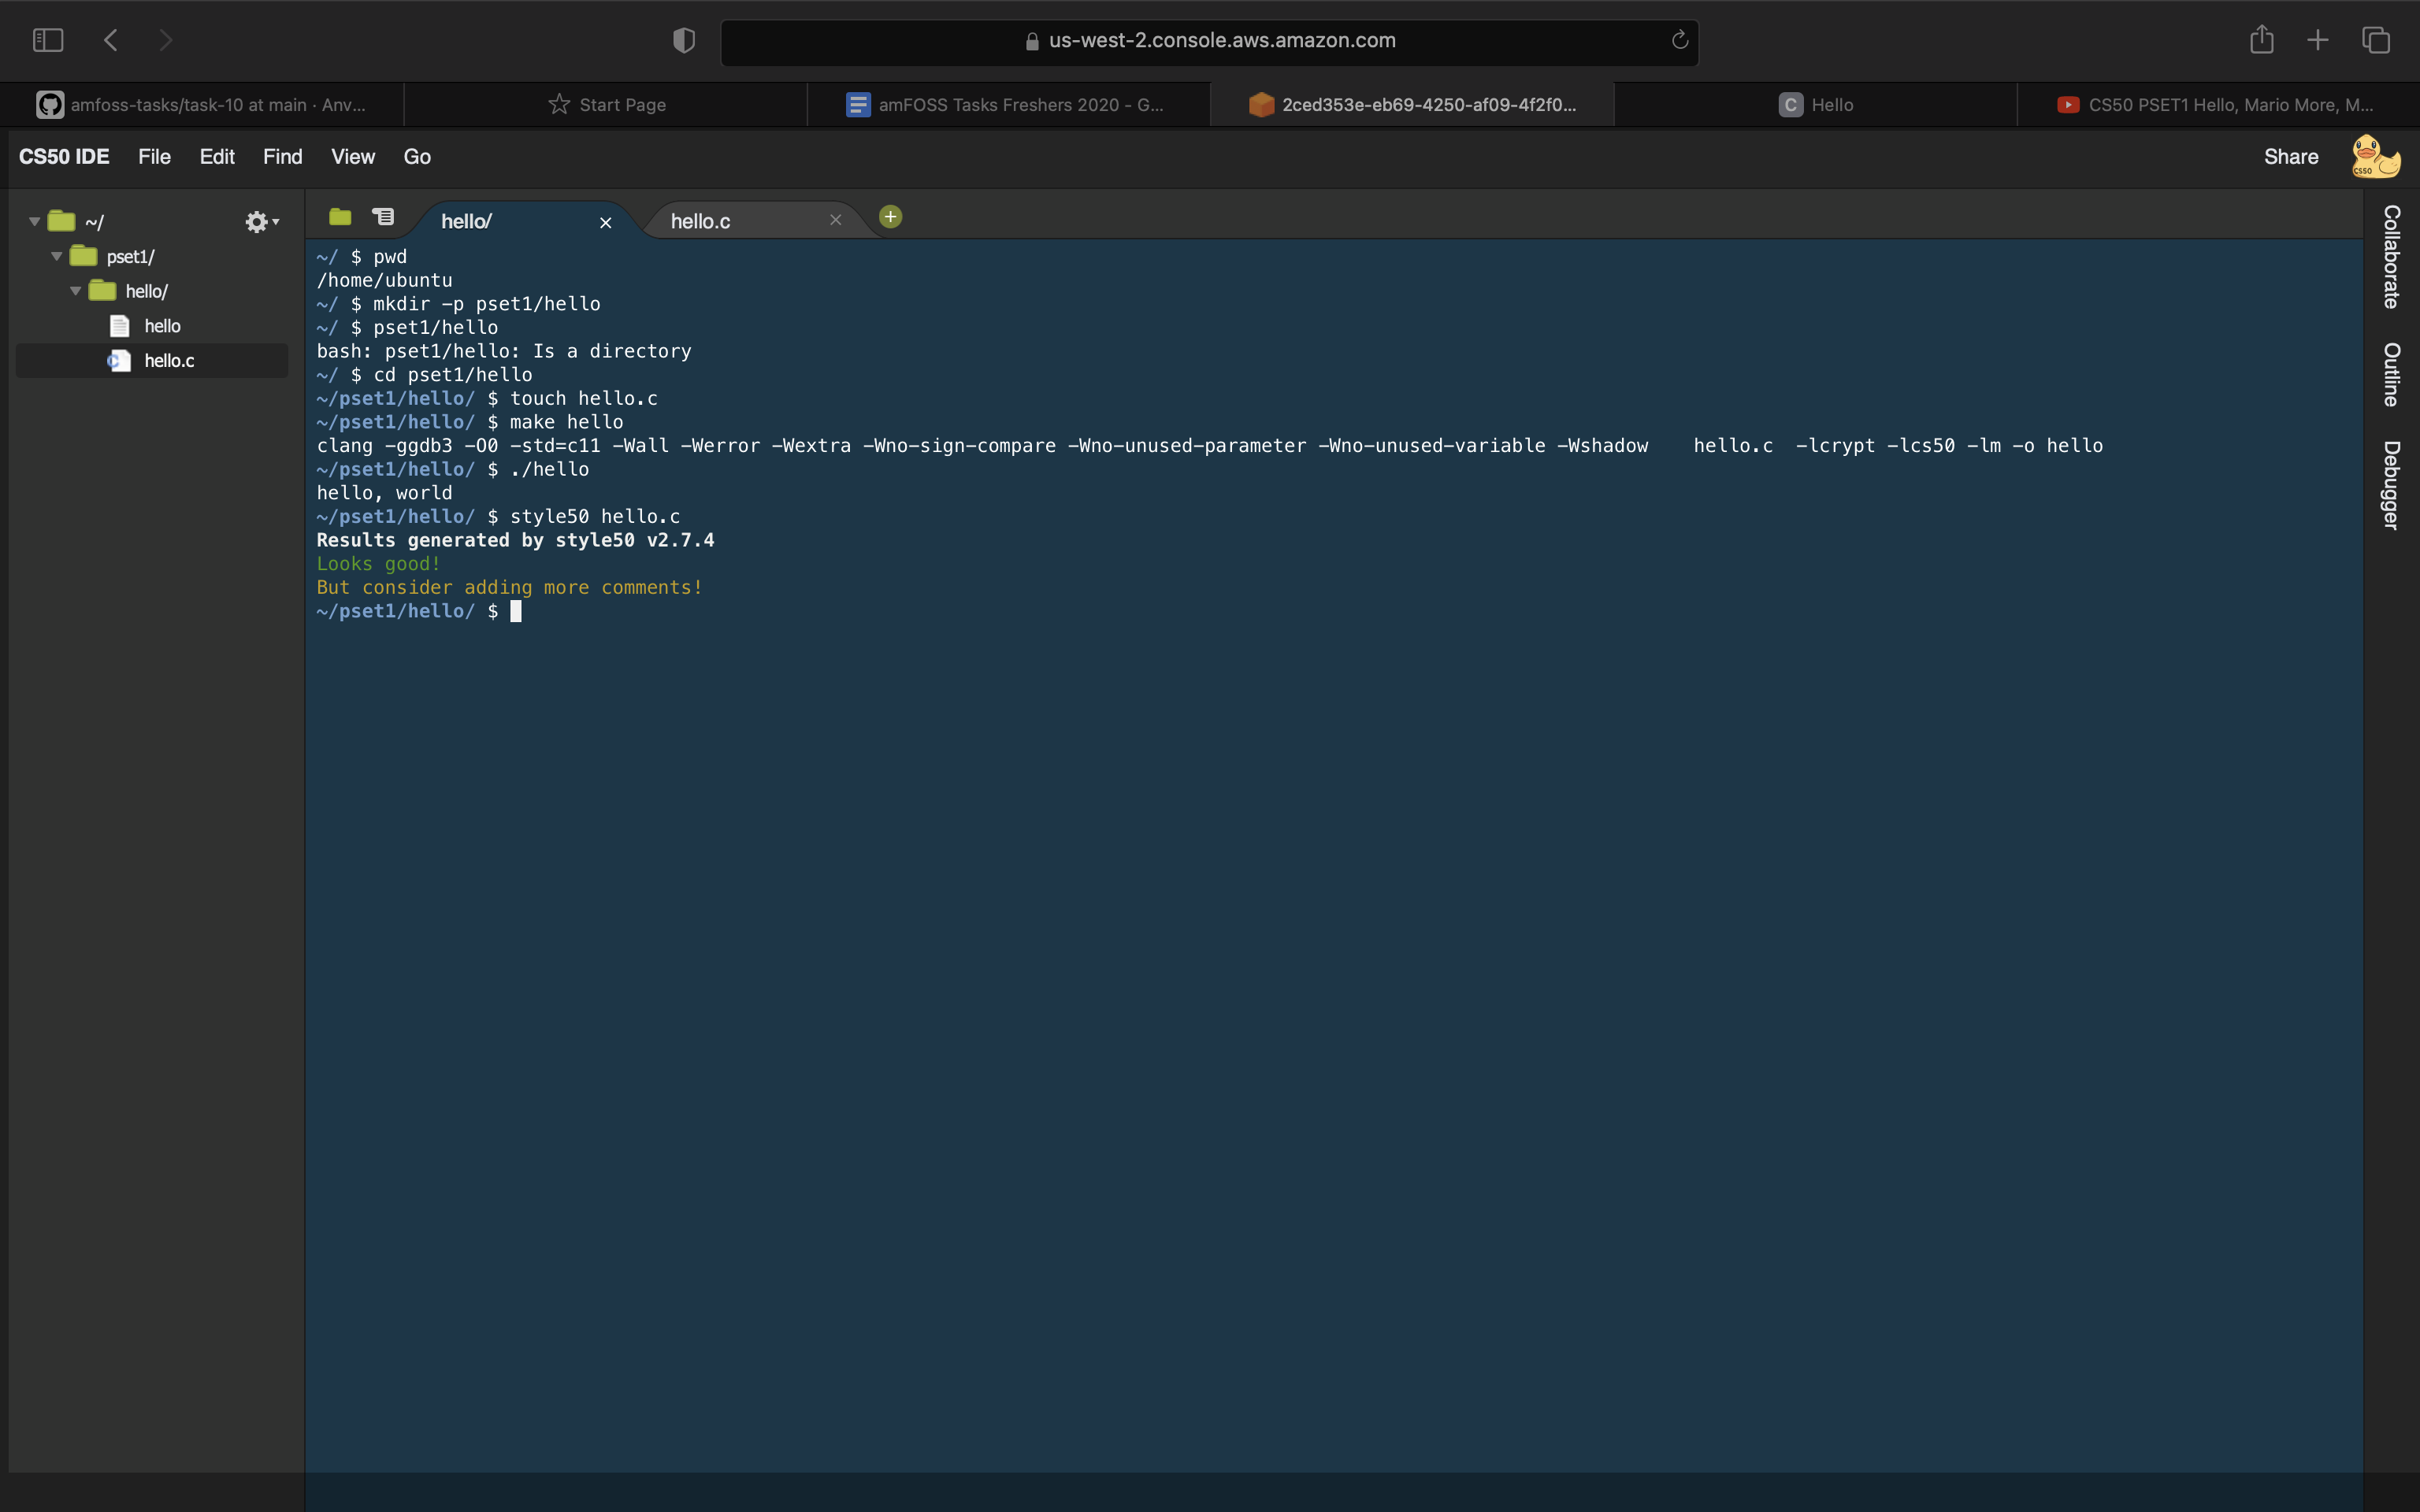 us-west-2.console.aws.amazon.com
amfoss-tasks/task-10 at main · Anv...
Start Page
amFOSS Tasks Freshers 2020 - G...
2ced353e-eb69-4250-af09-4f2f0...
C Hello
CS50 PSET1 Hello, Mario More, M...
CS50 IDE File Edit Find View Go Share
CS50
~/
pset1/
hello/
hello
hello.c
hello/ hello.c
~/ $ pwd
/home/ubuntu
~/ $ mkdir -p pset1/hello
~/ $ pset1/hello
bash: pset1/hello: Is a directory
~/ $ cd pset1/hello
~/pset1/hello/ $ touch hello.c
~/pset1/hello/ $ make hello
clang -ggdb3 -O0 -std=c11 -Wall -Werror -Wextra -Wno-sign-compare -Wno-unused-parameter -Wno-unused-variable -Wshadow    hello.c  -lcrypt -lcs50 -lm -o hello
~/pset1/hello/ $ ./hello
hello, world
~/pset1/hello/ $ style50 hello.c
Results generated by style50 v2.7.4
Looks good!
But consider adding more comments!
~/pset1/hello/ $
Collaborate
Outline
Debugger